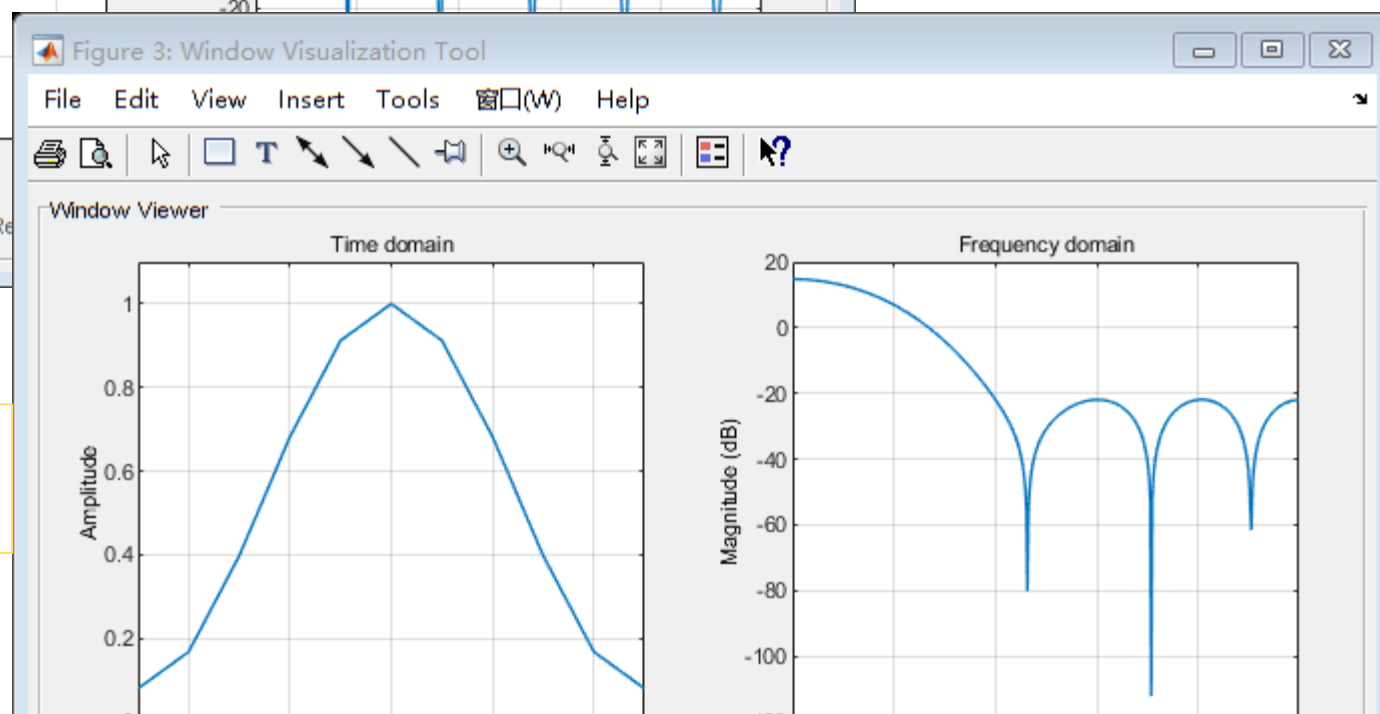 -20
Figure 3: Window Visualization Tool
File Edit View Insert Tools 窗口(W) Help
T
Window Viewer
Time domain
Frequency domain
1
0.8
0.6
0.4
0.2
Amplitude
20
0
-20
-40
-60
-80
-100
Magnitude (dB)